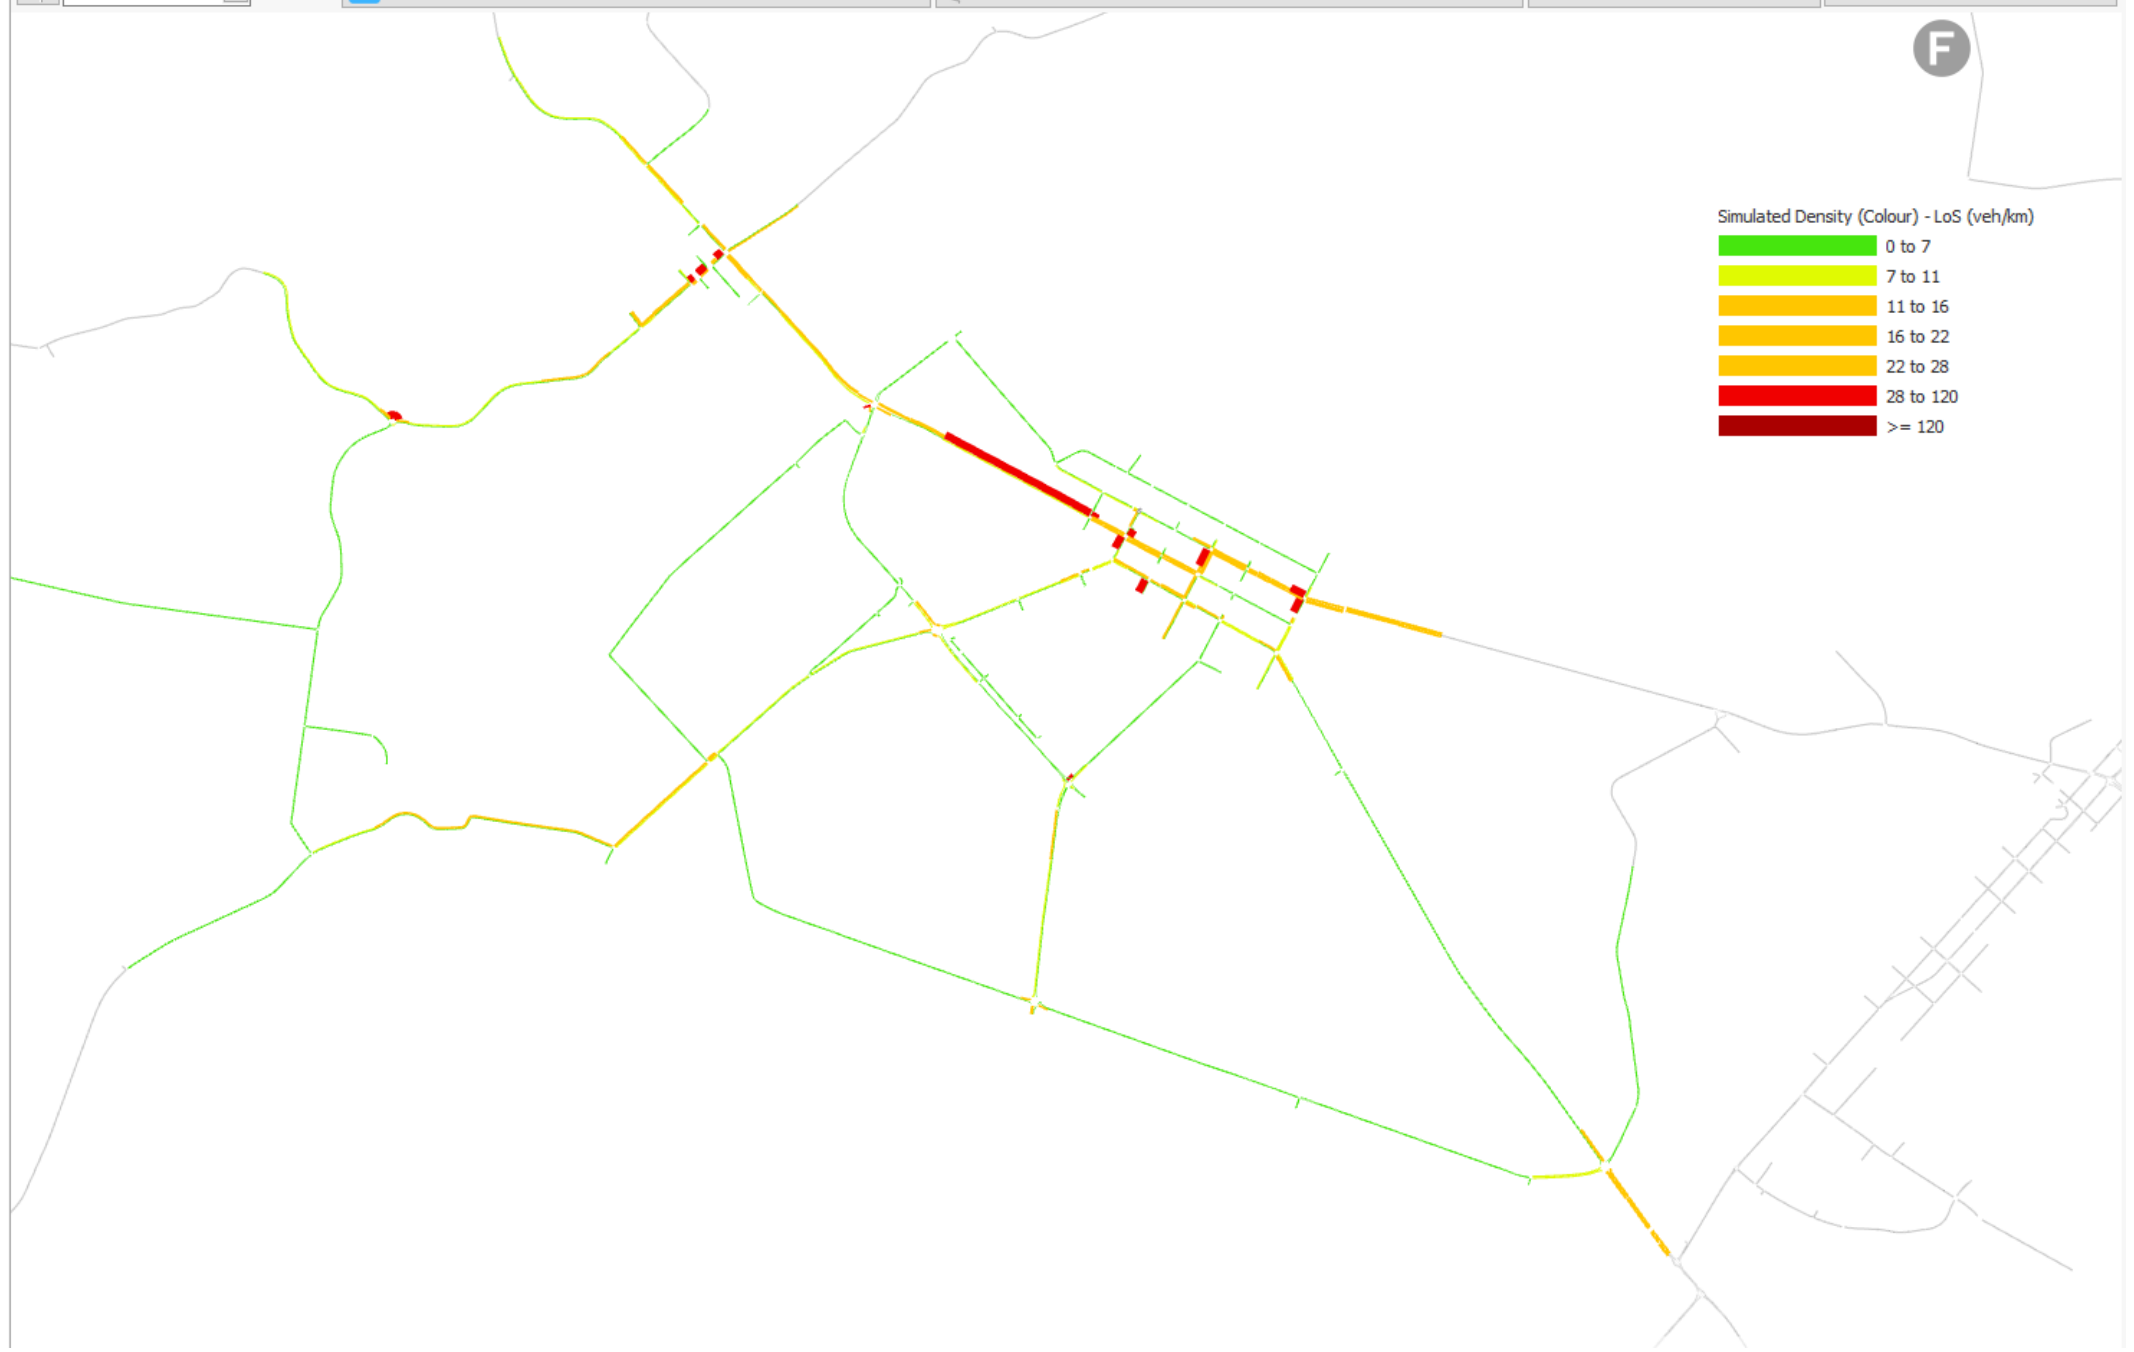 F
Simulated Density (Colour) - LoS (veh/km)
0 to 7
7 to 11
11 to 16
16 to 22
22 to 28
28 to 120
>= 120